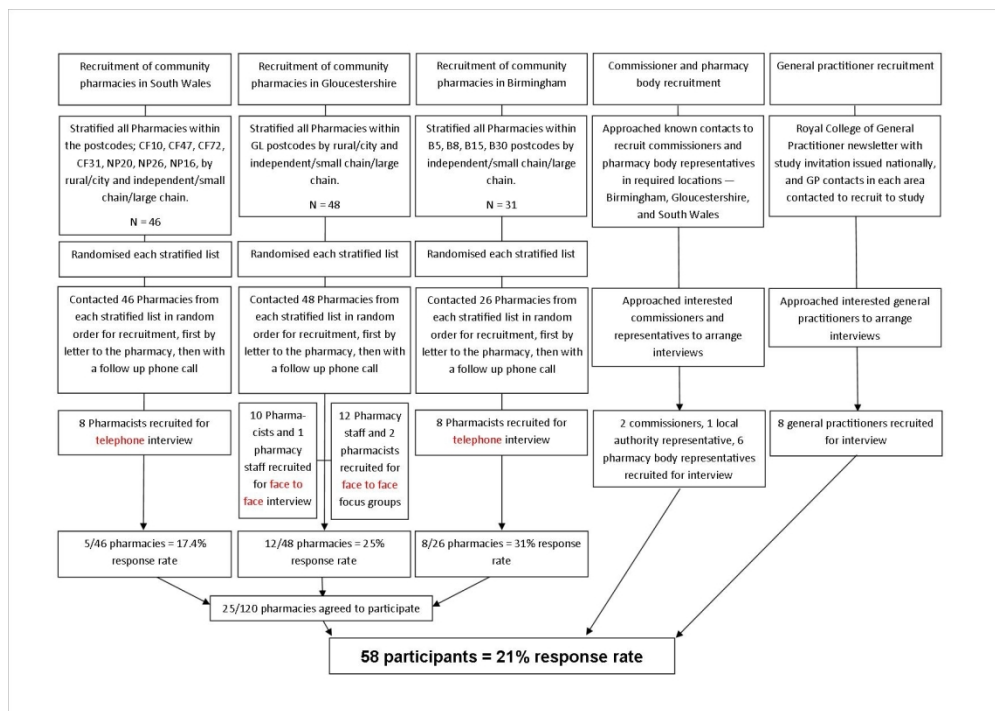 Recruitment of community
pharmacies in South Wales
Recruitment of community
pharmacies in Gloucestershire
Recruitment of community
pharmacies in Birmingham
Commissioner and pharmacy
body recruitment
General practitioner recruitment
Stratified all Pharmacies within
the postcodes; CF10, CF47, CF72,
CF31, NP20, NP26, NP16, by
rural/city and independent/small
chain/large chain.
N = 46
Stratified all Pharmacies within
GL postcodes by rural/city and
independent/small chain/large
chain.
N = 48
Stratified all Pharmacies within
B5, B8, B15, B30 postcodes by
independent/small chain/large
chain.
N = 31
Approached known contacts to
recruit commissioners and
pharmacy body representatives
in required locations —
Birmingham, Gloucestershire,
and South Wales
Royal College of General
Practitioner newsletter with
study invitation issued nationally,
and GP contacts in each area
contacted to recruit to study
Randomised each stratified list
Randomised each stratified list
Randomised each stratified list
Contacted 46 Pharmacies from
each stratified list in random
order for recruitment, first by
letter to the pharmacy, then with
a follow up phone call
Contacted 48 Pharmacies from
each stratified list in random
order for recruitment, first by
letter to the pharmacy, then with
a follow up phone call
Contacted 26 Pharmacies from
each stratified list in random
order for recruitment, first by
letter to the pharmacy, then with
a follow up phone call
Approached interested
commissioners and
representatives to arrange
interviews
Approached interested general
practitioners to arrange
interviews
8 Pharmacists recruited for
telephone interview
10 Pharma-
cists and 1
pharmacy
staff recruited
for face to
face interview
12 Pharmacy
staff and 2
pharmacists
recruited for
face to face
focus groups
8 Pharmacists recruited for
telephone interview
2 commissioners, 1 local
authority representative, 6
pharmacy body representatives
recruited for interview
8 general practitioners recruited
for interview
5/46 pharmacies = 17.4%
response rate
12/48 pharmacies = 25%
response rate
8/26 pharmacies = 31% response
rate
25/120 pharmacies agreed to participate
58 participants = 21% response rate